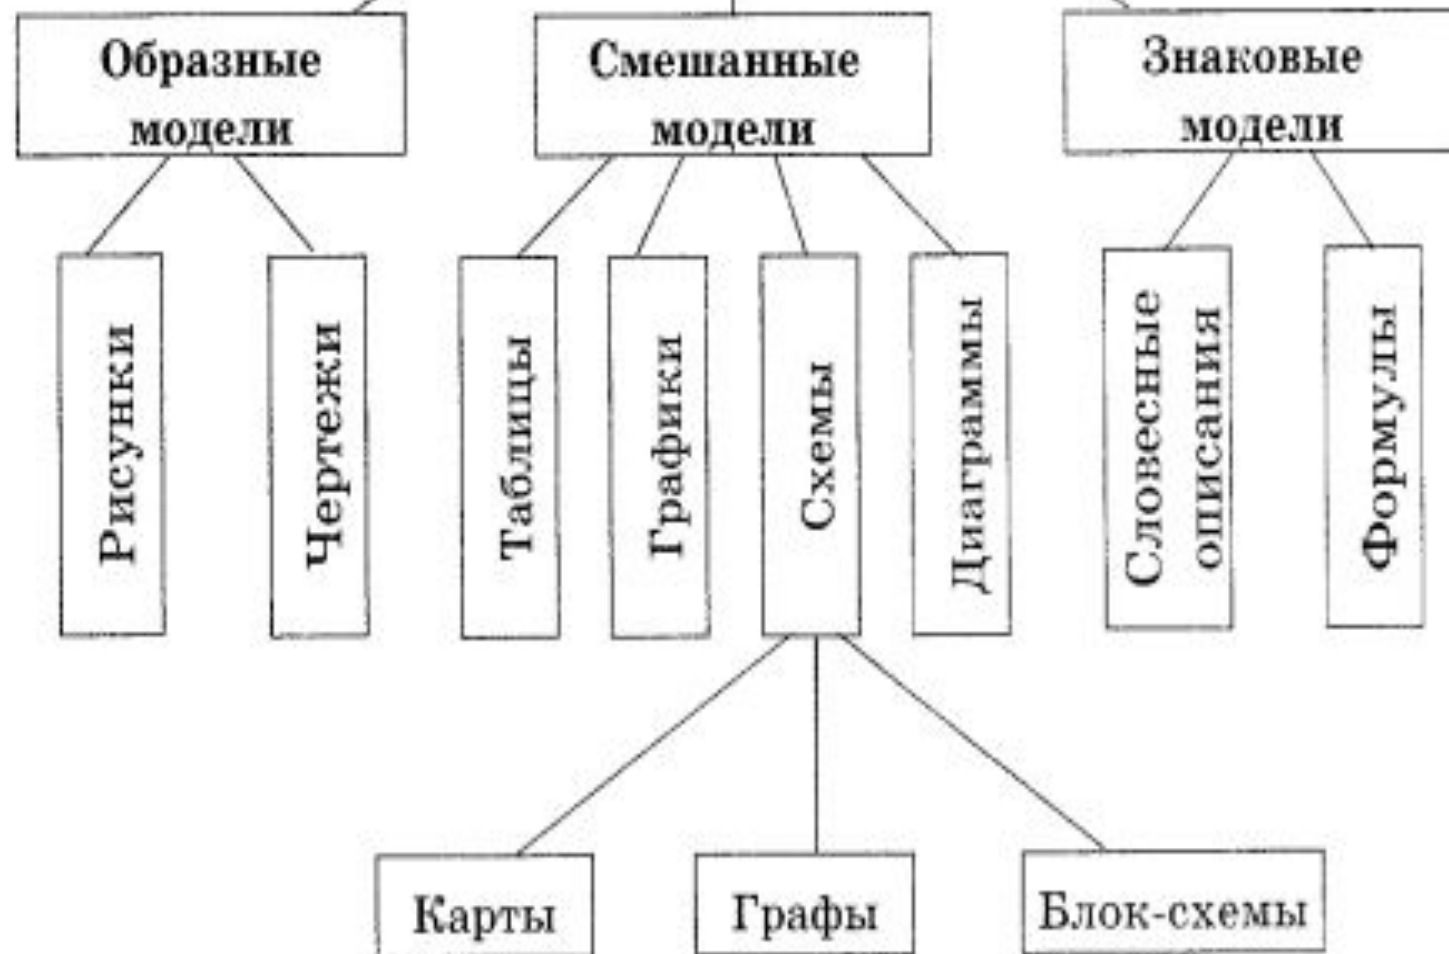 Образные
модели
Смешанные
модели
Знаковые
модели
Рисунки
Чертежи
Таблицы
Графики
Схемы
Диаграммы
Словесные
описания
Формулы
Карты
Графы
Блок-схемы